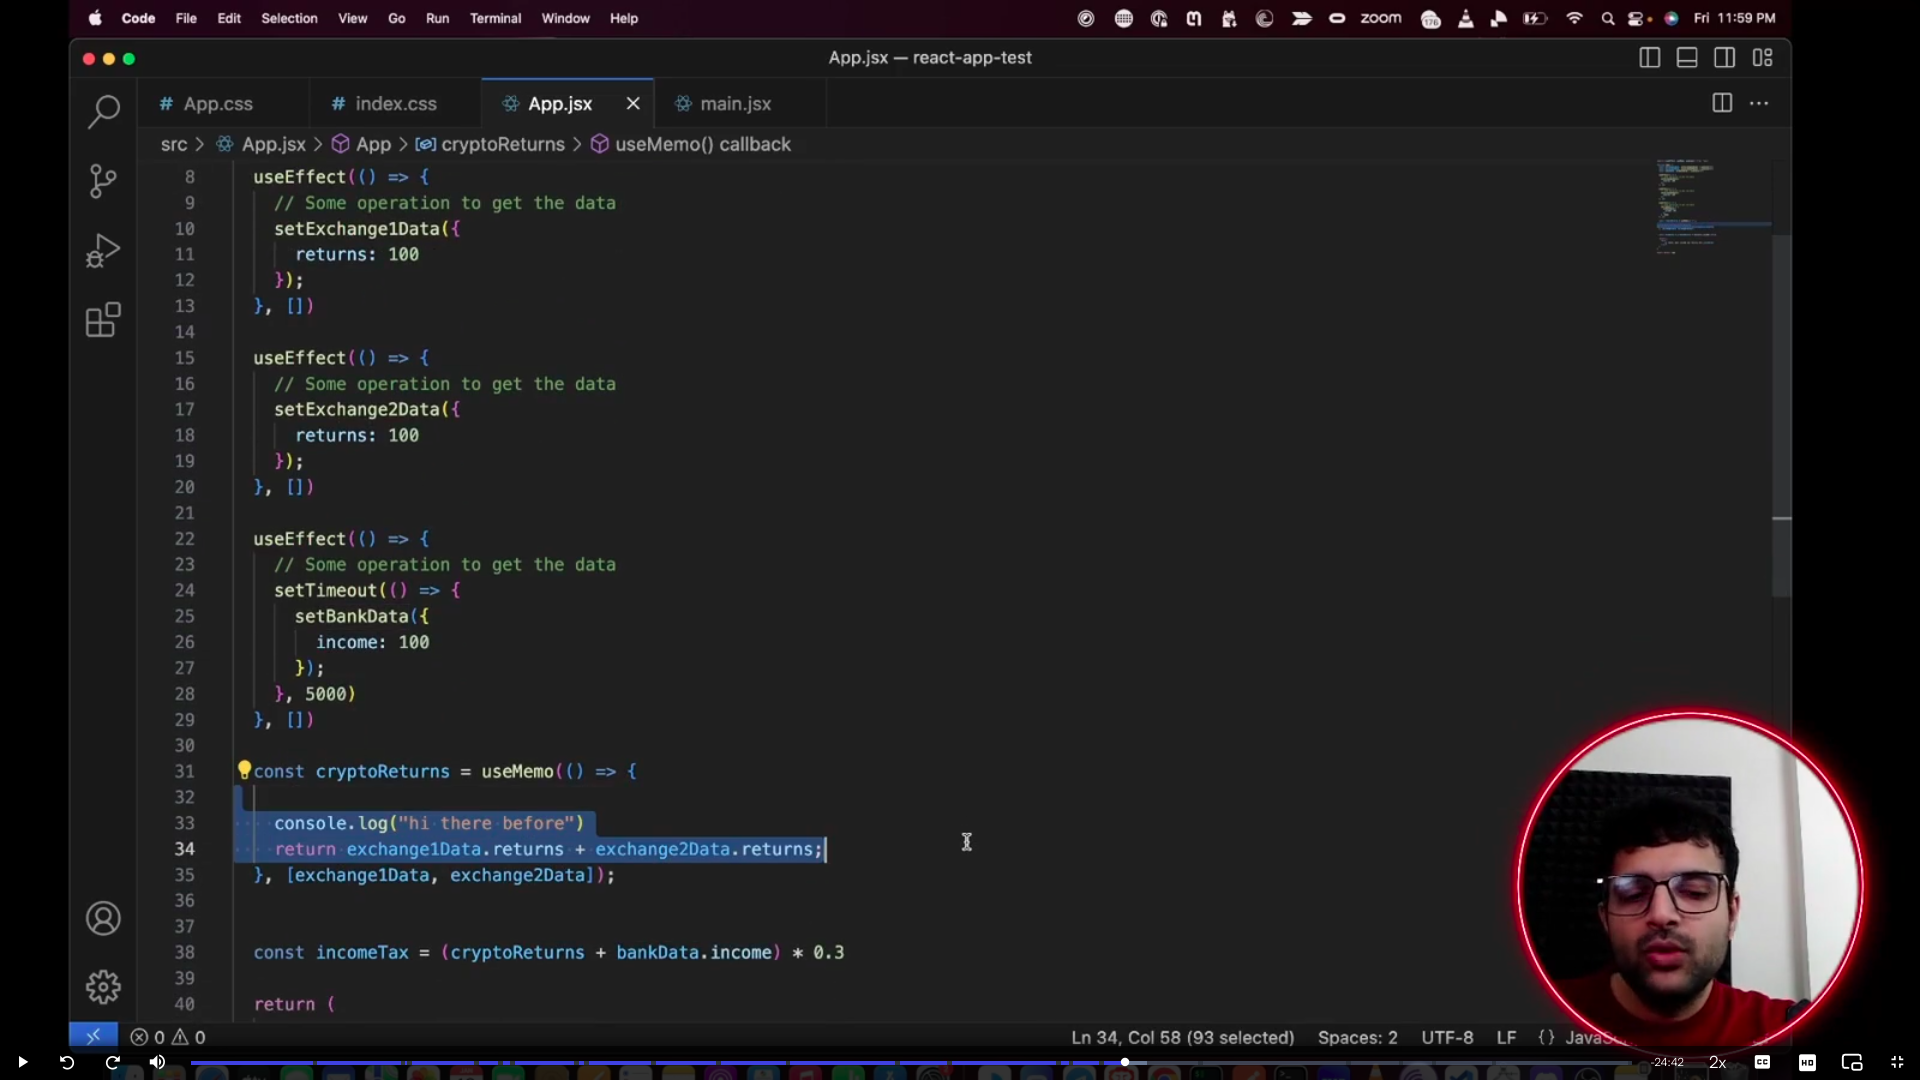 Code File Edit Selection View Go Run Terminal Window Help zoom 176 Fri 11:59 PM
App.jsx — react-app-test
# App.css # index.css App.jsx main.jsx
src > App.jsx > App > cryptoReturns > useMemo() callback
8 useEffect(() => {
9 // Some operation to get the data
10 setExchange1Data({
11 returns: 100
12 });
13 }, [])
14
15 useEffect(() => {
16 // Some operation to get the data
17 setExchange2Data({
18 returns: 100
19 });
20 }, [])
21
22 useEffect(() => {
23 // Some operation to get the data
24 setTimeout(() => {
25 setBankData({
26 income: 100
27 });
28 }, 5000)
29 }, [])
30
31 const cryptoReturns = useMemo(() => {
32
33 console.log("hi there before")
34 return exchange1Data.returns + exchange2Data.returns;
35 }, [exchange1Data, exchange2Data]);
36
37
38 const incomeTax = (cryptoReturns + bankData.income) * 0.3
39
40 return (
0 0 Ln 34, Col 58 (93 selected) Spaces: 2 UTF-8 LF {}
-24:42 2x CC HD